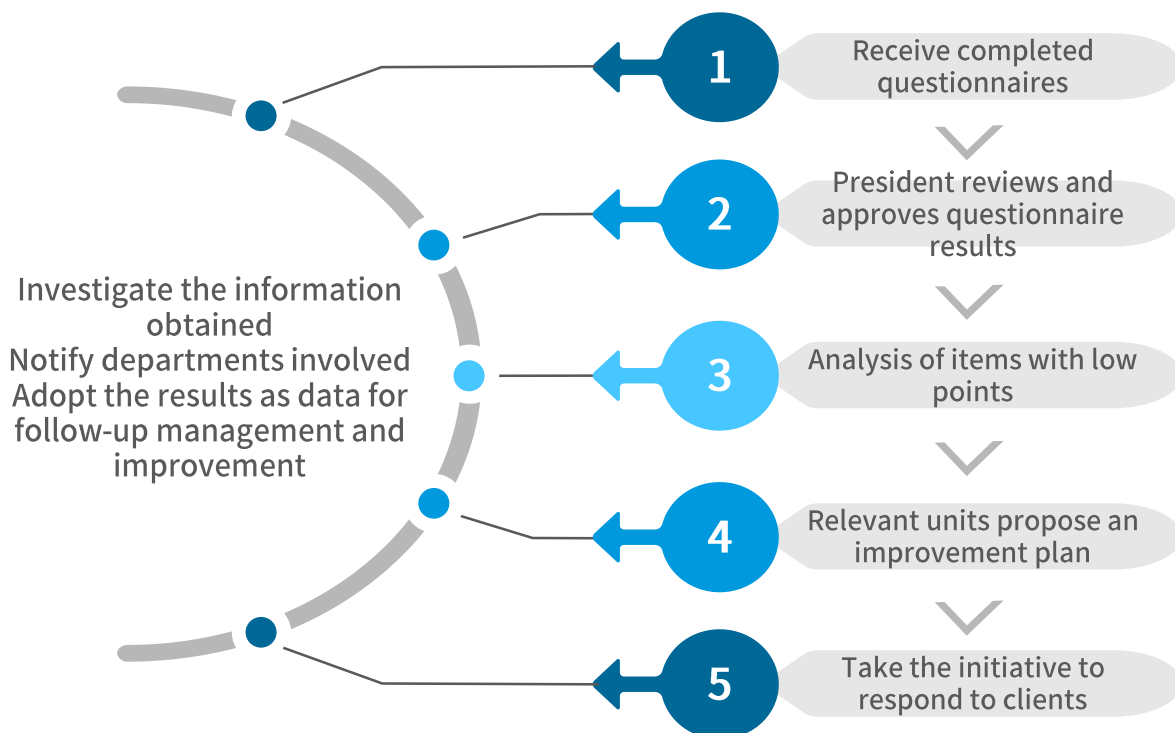 1
Receive completed
questionnaires
2
President reviews and
approves questionnaire
results
Investigate the information
obtained
Notify departments involved
Adopt the results as data for
follow-up management and
improvement
3
Analysis of items with low
points
4
Relevant units propose an
improvement plan
5
Take the initiative to
respond to clients